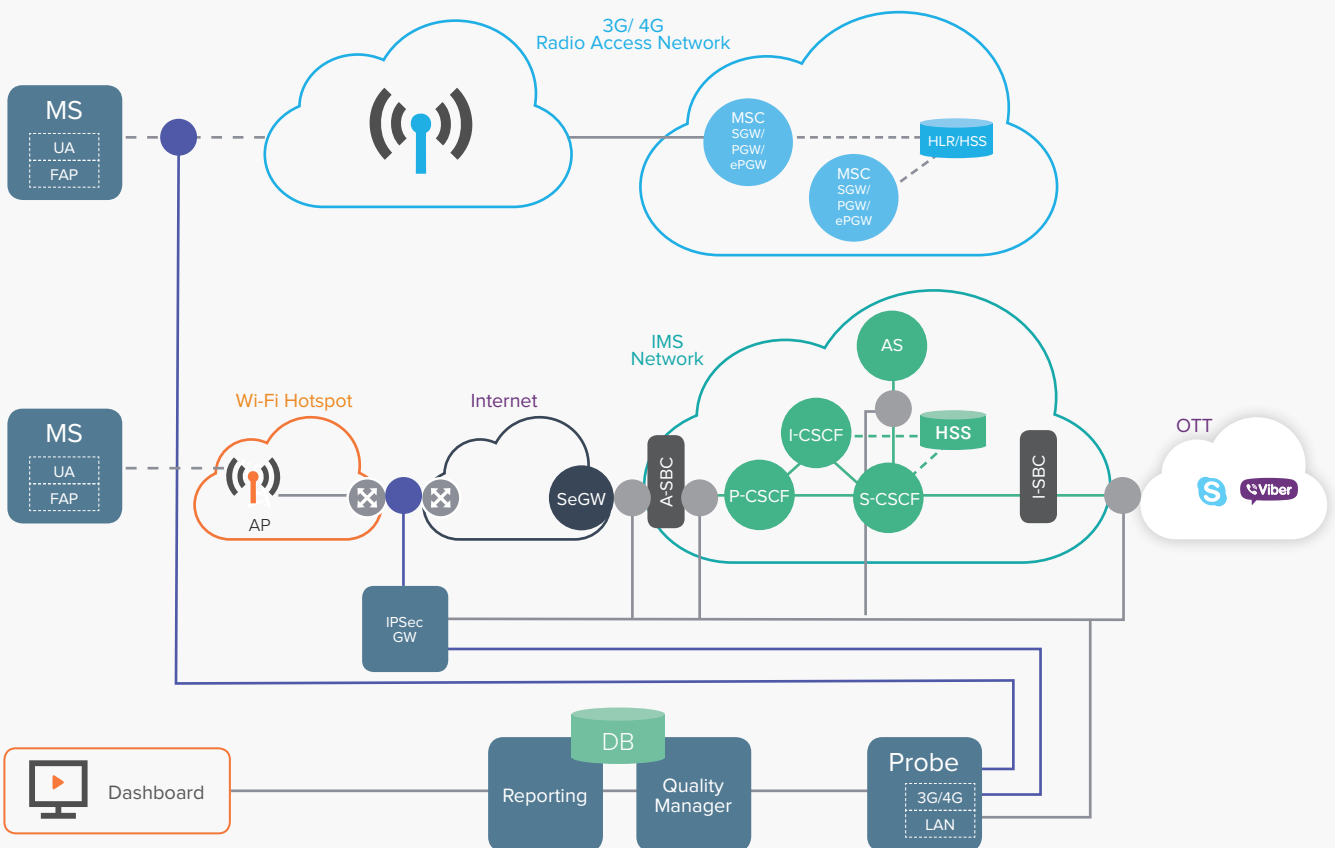 3G/ 4G
Radio Access Network
MS
UA
FAP
MSC
SGW/
PGW/
ePGW
HLR/HSS
MSC
SGW/
PGW/
ePGW
IMS
Network
AS
Wi-Fi Hotspot
Internet
MS
UA
FAP
AP
SeGW
A-SBC
I-CSCF
HSS
P-CSCF
S-CSCF
I-SBC
OTT
S
Viber
IPSec
GW
DB
Dashboard
Reporting
Quality
Manager
Probe
3G/4G
LAN